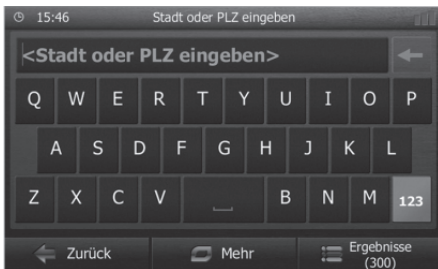 15:46 Stadt oder PLZ eingeben
<Stadt oder PLZ eingeben>
Q W E R T Y U I O P
A S D F G H J K L
Z X C V B N M 123
Zurück Mehr Ergebnisse
(300)